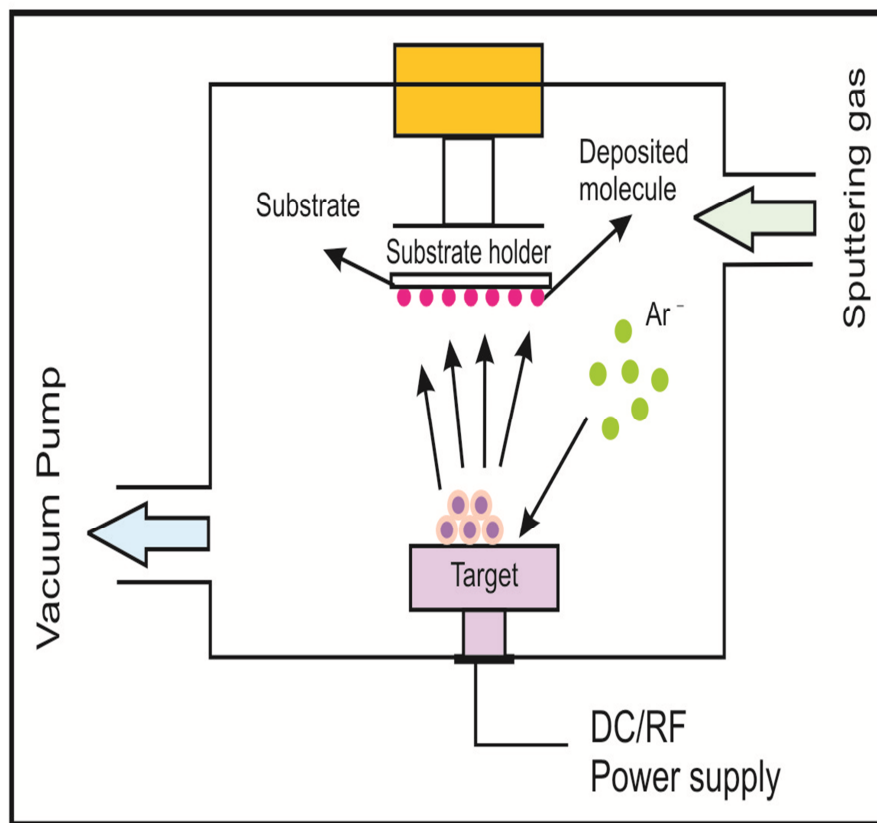 Deposited
molecule
Substrate
Substrate holder
Sputtering gas
Ar⁻
Vacuum Pump
Target
DC/RF
Power supply